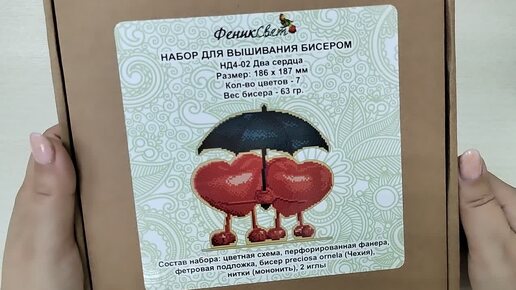 ФениксСвет
НАБОР ДЛЯ ВЫШИВАНИЯ БИСЕРОМ
НД4-02 Два сердца
Размер: 186 х 187 мм
Кол-во цветов - 7
Вес бисера - 63 гр.
Состав набора: цветная схема, перфорированная фанера,
фетровая подложка, бисер preciosa ornela (Чехия),
нитки (мононить), 2 иглы